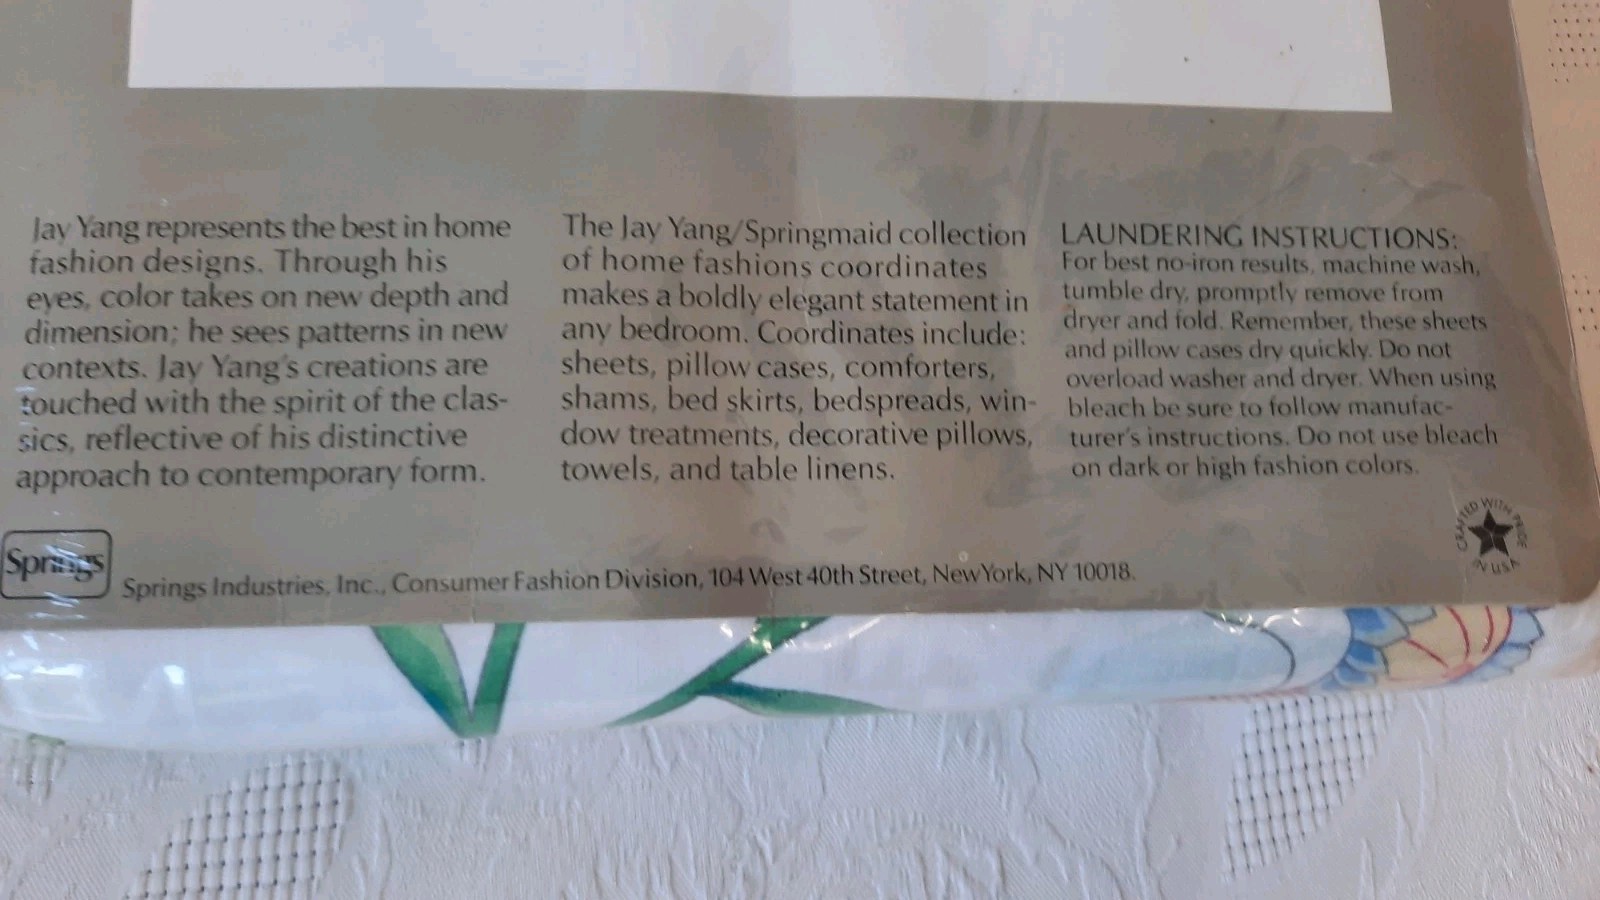 Jay Yang represents the best in home
fashion designs. Through his
eyes, color takes on new depth and
dimension; he sees patterns in new
contexts. Jay Yang's creations are
touched with the spirit of the clas-
sics, reflective of his distinctive
approach to contemporary form.
The Jay Yang/Springmaid collection
of home fashions coordinates
makes a boldly elegant statement in
any bedroom. Coordinates include:
sheets, pillow cases, comforters,
shams, bed skirts, bedspreads, win-
dow treatments, decorative pillows,
towels, and table linens.
LAUNDERING INSTRUCTIONS:
For best no-iron results, machine wash,
tumble dry, promptly remove from
dryer and fold. Remember, these sheets
and pillow cases dry quickly. Do not
overload washer and dryer. When using
bleach be sure to follow manufac-
turer's instructions. Do not use bleach
on dark or high fashion colors.
CRAFTED WITH PRIDE
IN USA
Springs
Springs Industries, Inc., Consumer Fashion Division, 104 West 40th Street, New York, NY 10018.